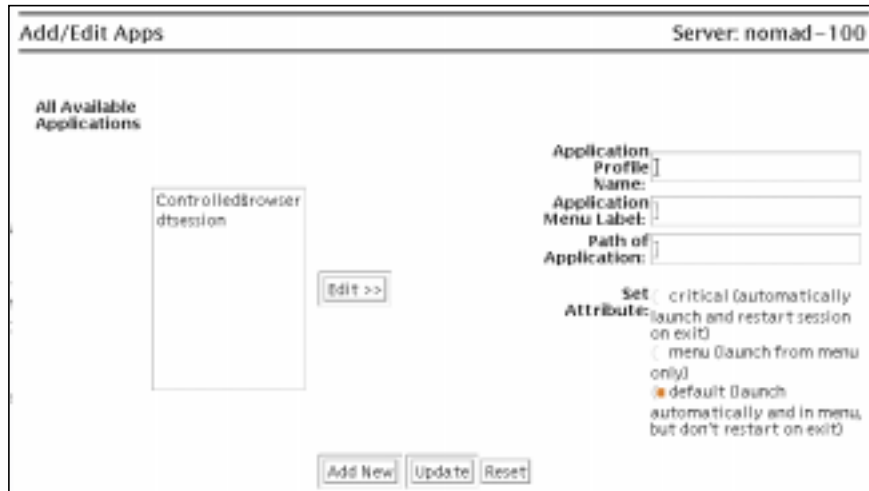 Add/Edit Apps
Server: nomad-100
All Available
Applications
ControlledBrowser
dtsession
Edit >>
Application
Profile
Name:
Application
Menu Label:
Path of
Application:
Set
Attribute:
critical (automatically
launch and restart session
on exit)
menu (launch from menu
only)
default (launch
automatically and in menu,
but don't restart on exit)
Add New
Update
Reset